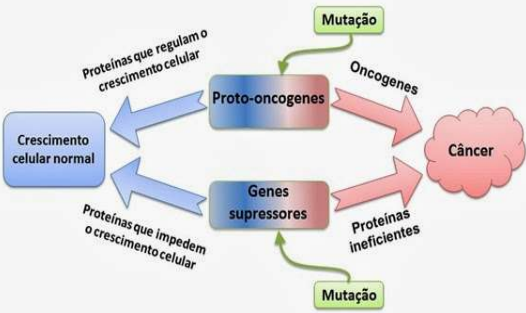 Mutação
Proteínas que regulam o
crescimento celular
Proto-oncogenes
Oncogenes
Crescimento
celular normal
Câncer
Genes
supressores
Proteínas que impedem
o crescimento celular
Proteínas
ineficientes
Mutação